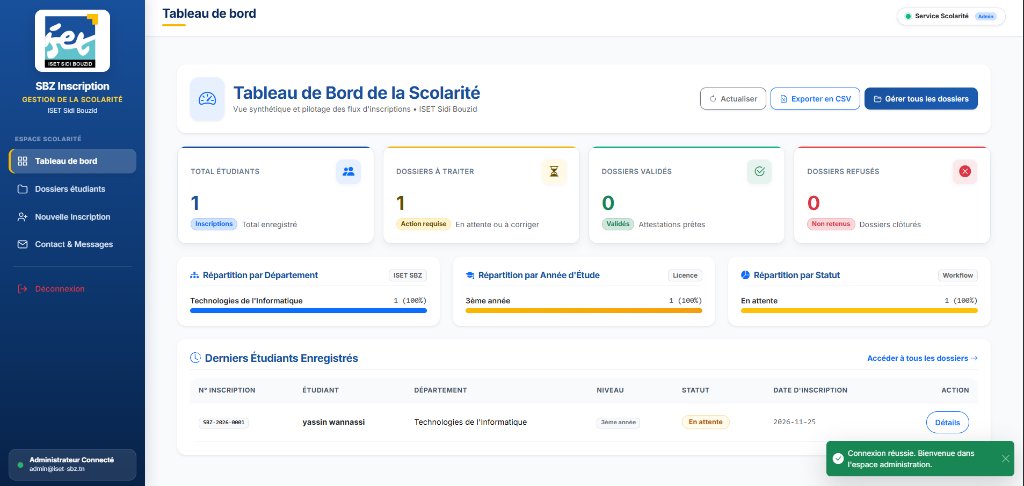 iset
ISET SIDI BOUZID
SBZ Inscription
GESTION DE LA SCOLARITÉ
ISET Sidi Bouzid
ESPACE SCOLARITÉ
Tableau de bord
Dossiers étudiants
Nouvelle Inscription
Contact & Messages
Déconnexion
Administrateur Connecté
admin@iset-sbz.tn
Tableau de bord
Service Scolarité Admin
Tableau de Bord de la Scolarité
Vue synthétique et pilotage des flux d'inscriptions • ISET Sidi Bouzid
Actualiser
Exporter en CSV
Gérer tous les dossiers
TOTAL ÉTUDIANTS
1
Inscriptions Total enregistré
DOSSIERS À TRAITER
1
Action requise En attente ou à corriger
DOSSIERS VALIDÉS
0
Validés Attestations prêtes
DOSSIERS REFUSÉS
0
Non retenus Dossiers clôturés
Répartition par Département ISET SBZ
Technologies de l'Informatique 1 (100%)
Répartition par Année d'Étude Licence
3ème année 1 (100%)
Répartition par Statut Workflow
En attente 1 (100%)
Derniers Étudiants Enregistrés
Accéder à tous les dossiers →
N° INSCRIPTION ÉTUDIANT DÉPARTEMENT NIVEAU STATUT DATE D'INSCRIPTION ACTION
SBZ-2026-0001 yassin wannassi Technologies de l'Informatique 3ème année En attente 2026-11-25 Détails
Connexion réussie. Bienvenue dans
l'espace administration.